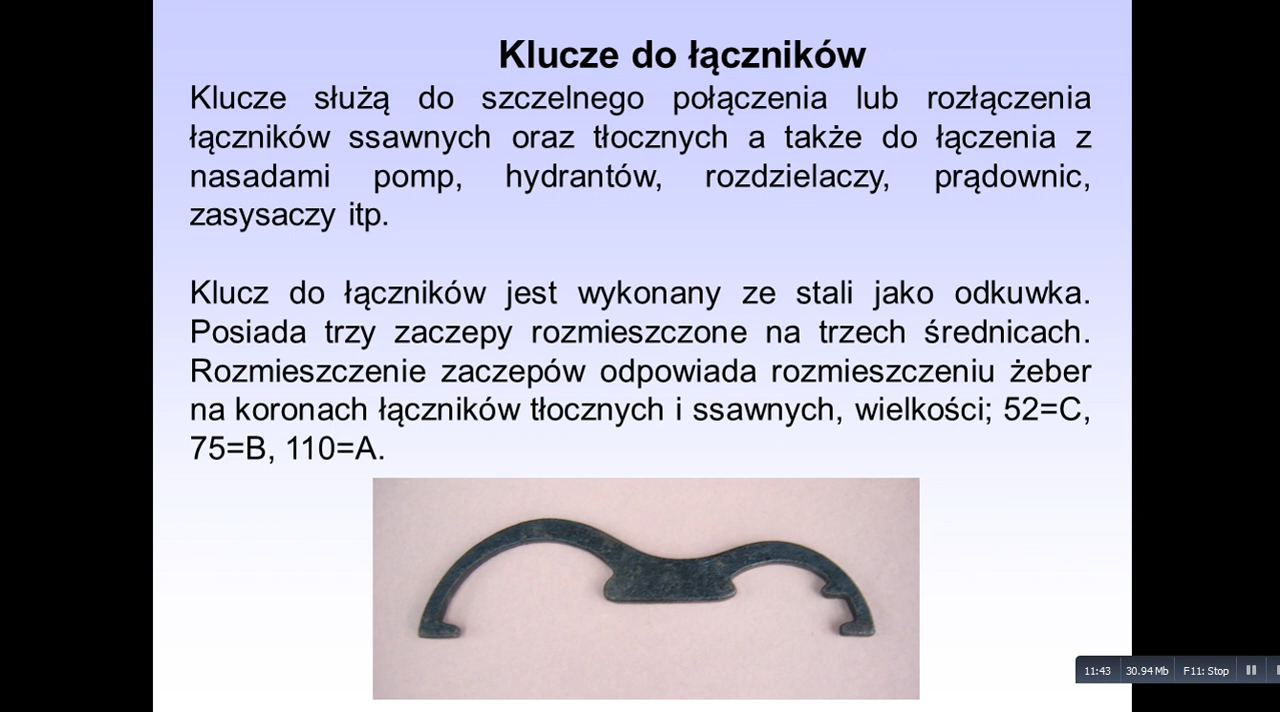 Klucze do łączników
Klucze służą do szczelnego połączenia lub rozłączenia
łączników ssawnych oraz tłocznych a także do łączenia z
nasadami pomp, hydrantów, rozdzielaczy, prądownic,
zasysaczy itp.
Klucz do łączników jest wykonany ze stali jako odkuwka.
Posiada trzy zaczepy rozmieszczone na trzech średnicach.
Rozmieszczenie zaczepów odpowiada rozmieszczeniu żeber
na koronach łączników tłocznych i ssawnych, wielkości; 52=C,
75=B, 110=A.
11:43 30.94 Mb F11: Stop